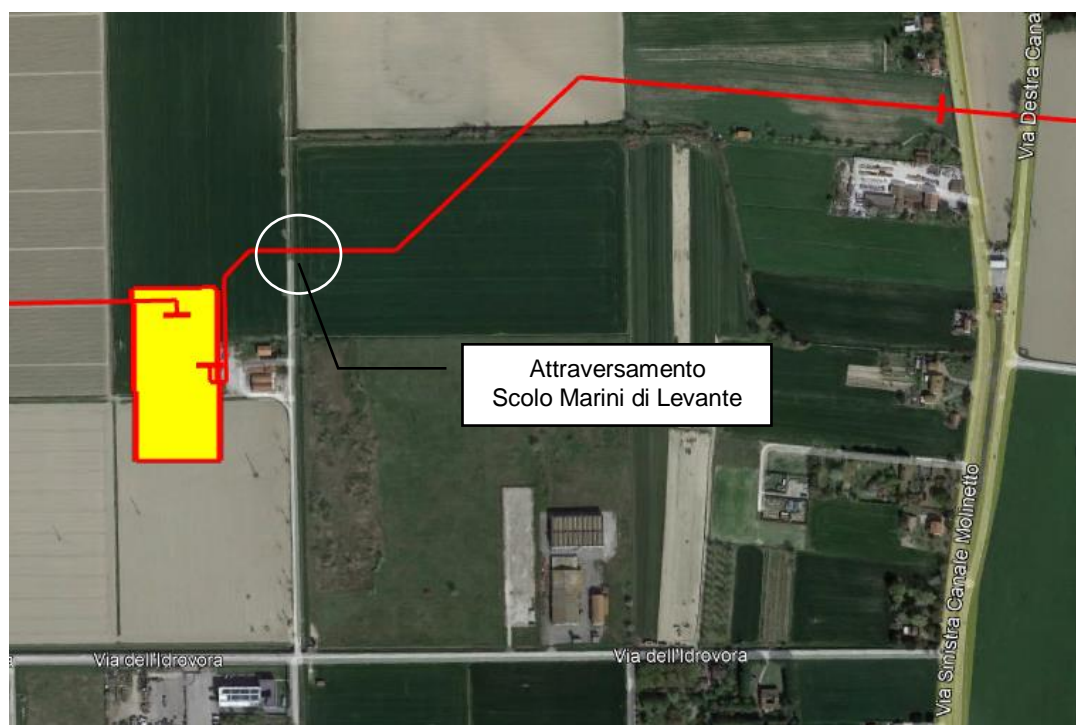 Via Destra Cana
Attraversamento
Scolo Marini di Levante
Via Sinistra Canale Molinetto
Via dell'Idrovora
Via dell'Idrovora